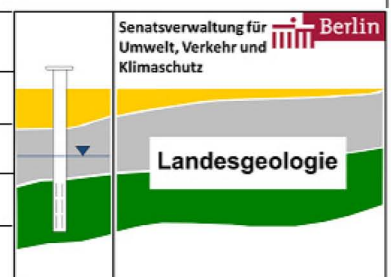 Senatsverwaltung für
Umwelt, Verkehr und
Klimaschutz
Berlin
Landesgeologie